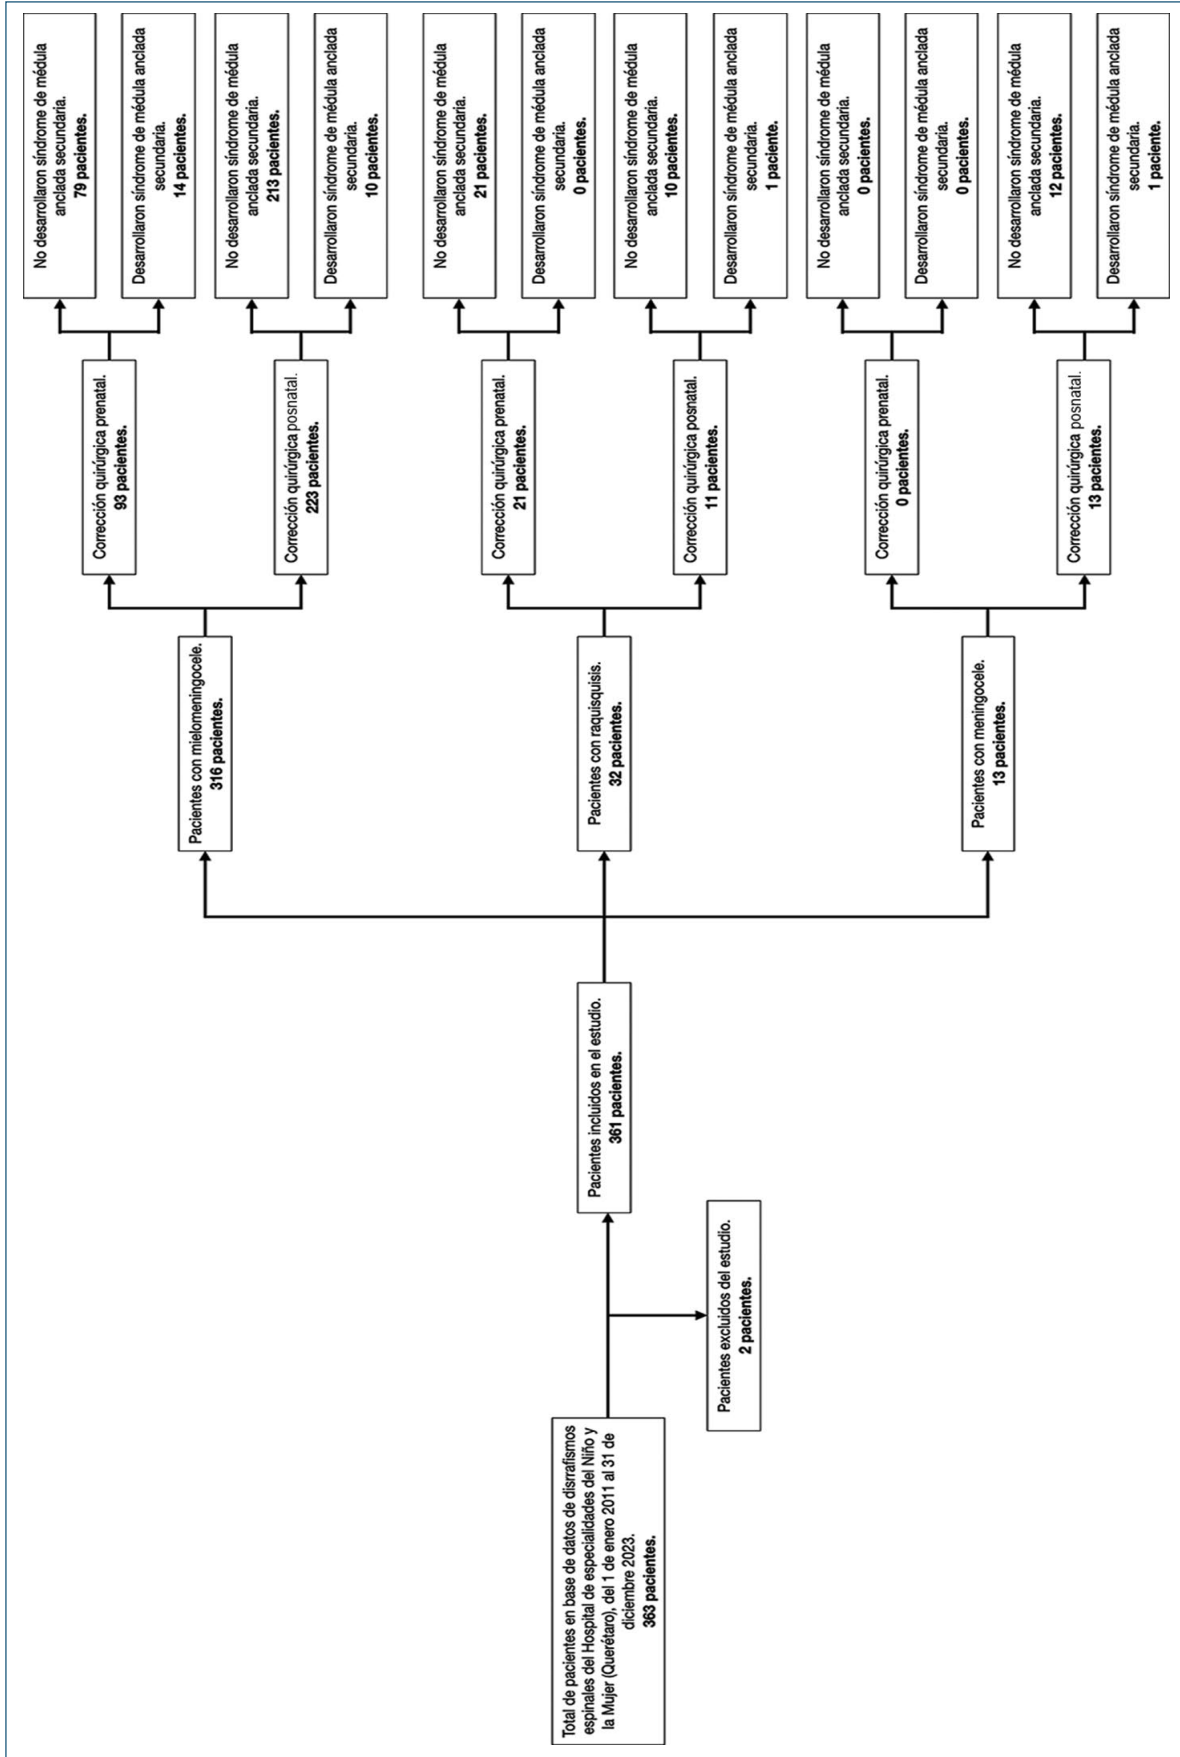 Total de pacientes en base de datos de disrrafismos
espinales del Hospital de especialidades del Niño y
la Mujer (Querétaro), del 1 de enero 2011 al 31 de
diciembre 2023.
363 pacientes.
Pacientes excluidos del estudio.
2 pacientes.
Pacientes incluidos en el estudio.
361 pacientes.
Pacientes con mielomeningocele.
316 pacientes.
Pacientes con raquisquisis.
32 pacientes.
Pacientes con meningocele.
13 pacientes.
Corrección quirúrgica prenatal.
93 pacientes.
Corrección quirúrgica posnatal.
223 pacientes.
Corrección quirúrgica prenatal.
21 pacientes.
Corrección quirúrgica posnatal.
11 pacientes.
Corrección quirúrgica prenatal.
0 pacientes.
Corrección quirúrgica posnatal.
13 pacientes.
No desarrollaron síndrome de médula
anclada secundaria.
79 pacientes.
Desarrollaron síndrome de médula anclada
secundaria.
14 pacientes.
No desarrollaron síndrome de médula
anclada secundaria.
213 pacientes.
Desarrollaron síndrome de médula anclada
secundaria.
10 pacientes.
No desarrollaron síndrome de médula
anclada secundaria.
21 pacientes.
Desarrollaron síndrome de médula anclada
secundaria.
0 pacientes.
No desarrollaron síndrome de médula
anclada secundaria.
10 pacientes.
Desarrollaron síndrome de médula anclada
secundaria.
1 paciente.
No desarrollaron síndrome de médula
anclada secundaria.
0 pacientes.
Desarrollaron síndrome de médula anclada
secundaria.
0 pacientes.
No desarrollaron síndrome de médula
anclada secundaria.
12 pacientes.
Desarrollaron síndrome de médula anclada
secundaria.
1 paciente.